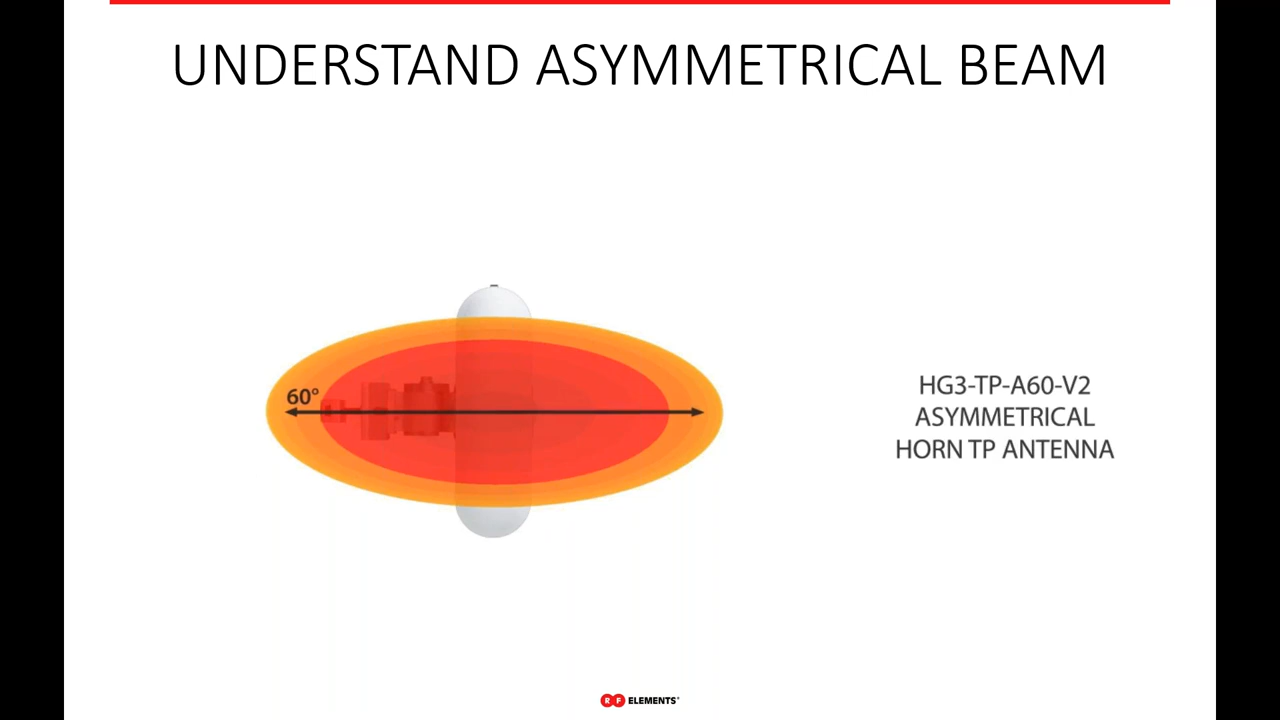 UNDERSTAND ASYMMETRICAL BEAM
60°
HG3-TP-A60-V2
ASYMMETRICAL
HORN TP ANTENNA
RF ELEMENTS